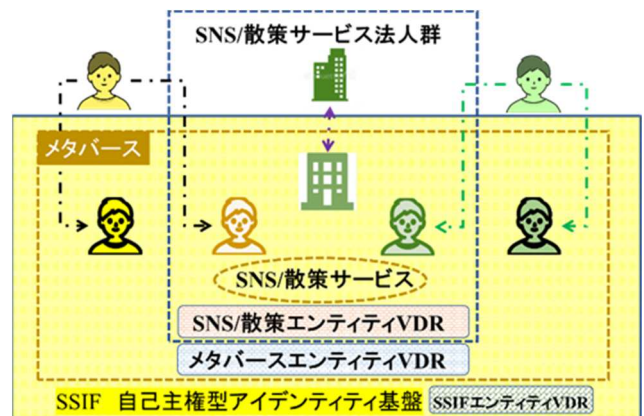 SNS/散策サービス法人群
メタバース
SNS/散策サービス
SNS/散策エンティティVDR
メタバースエンティティVDR
SSIF 自己主権型アイデンティティ基盤
SSIFエンティティVDR